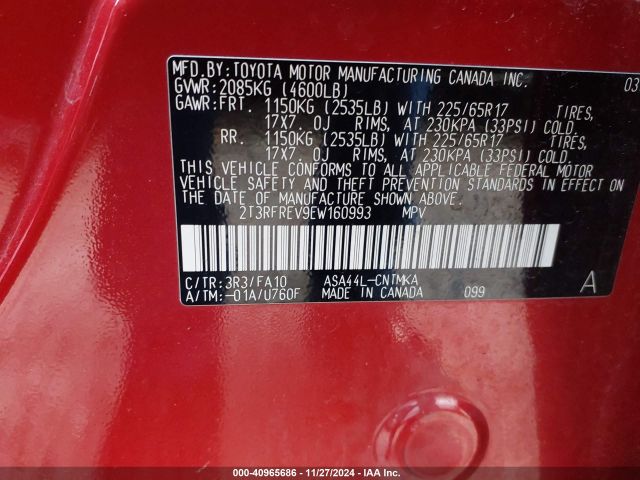 MFD.BY:TOYOTA MOTOR MANUFACTURING CANADA INC. 03
GVWR:2085KG (4600LB)
GAWR:FRT. 1150KG (2535LB) WITH 225/65R17 TIRES,
17X7. 0J RIMS, AT 230KPA (33PSI) COLD.
RR. 1150KG (2535LB) WITH 225/65R17 TIRES,
17X7. 0J RIMS, AT 230KPA (33PSI) COLD.
THIS VEHICLE CONFORMS TO ALL APPLICABLE FEDERAL MOTOR
VEHICLE SAFETY AND THEFT PREVENTION STANDARDS IN EFFECT ON
THE DATE OF MANUFACTURE SHOWN ABOVE.
2T3RFREV9EW160993 MPV
C/TR:3R3/FA10 ASA44L-CNTMKA A
A/TM:-01A/U760F MADE IN CANADA 099
000-40965686 - 11/27/2024 - IAA Inc.